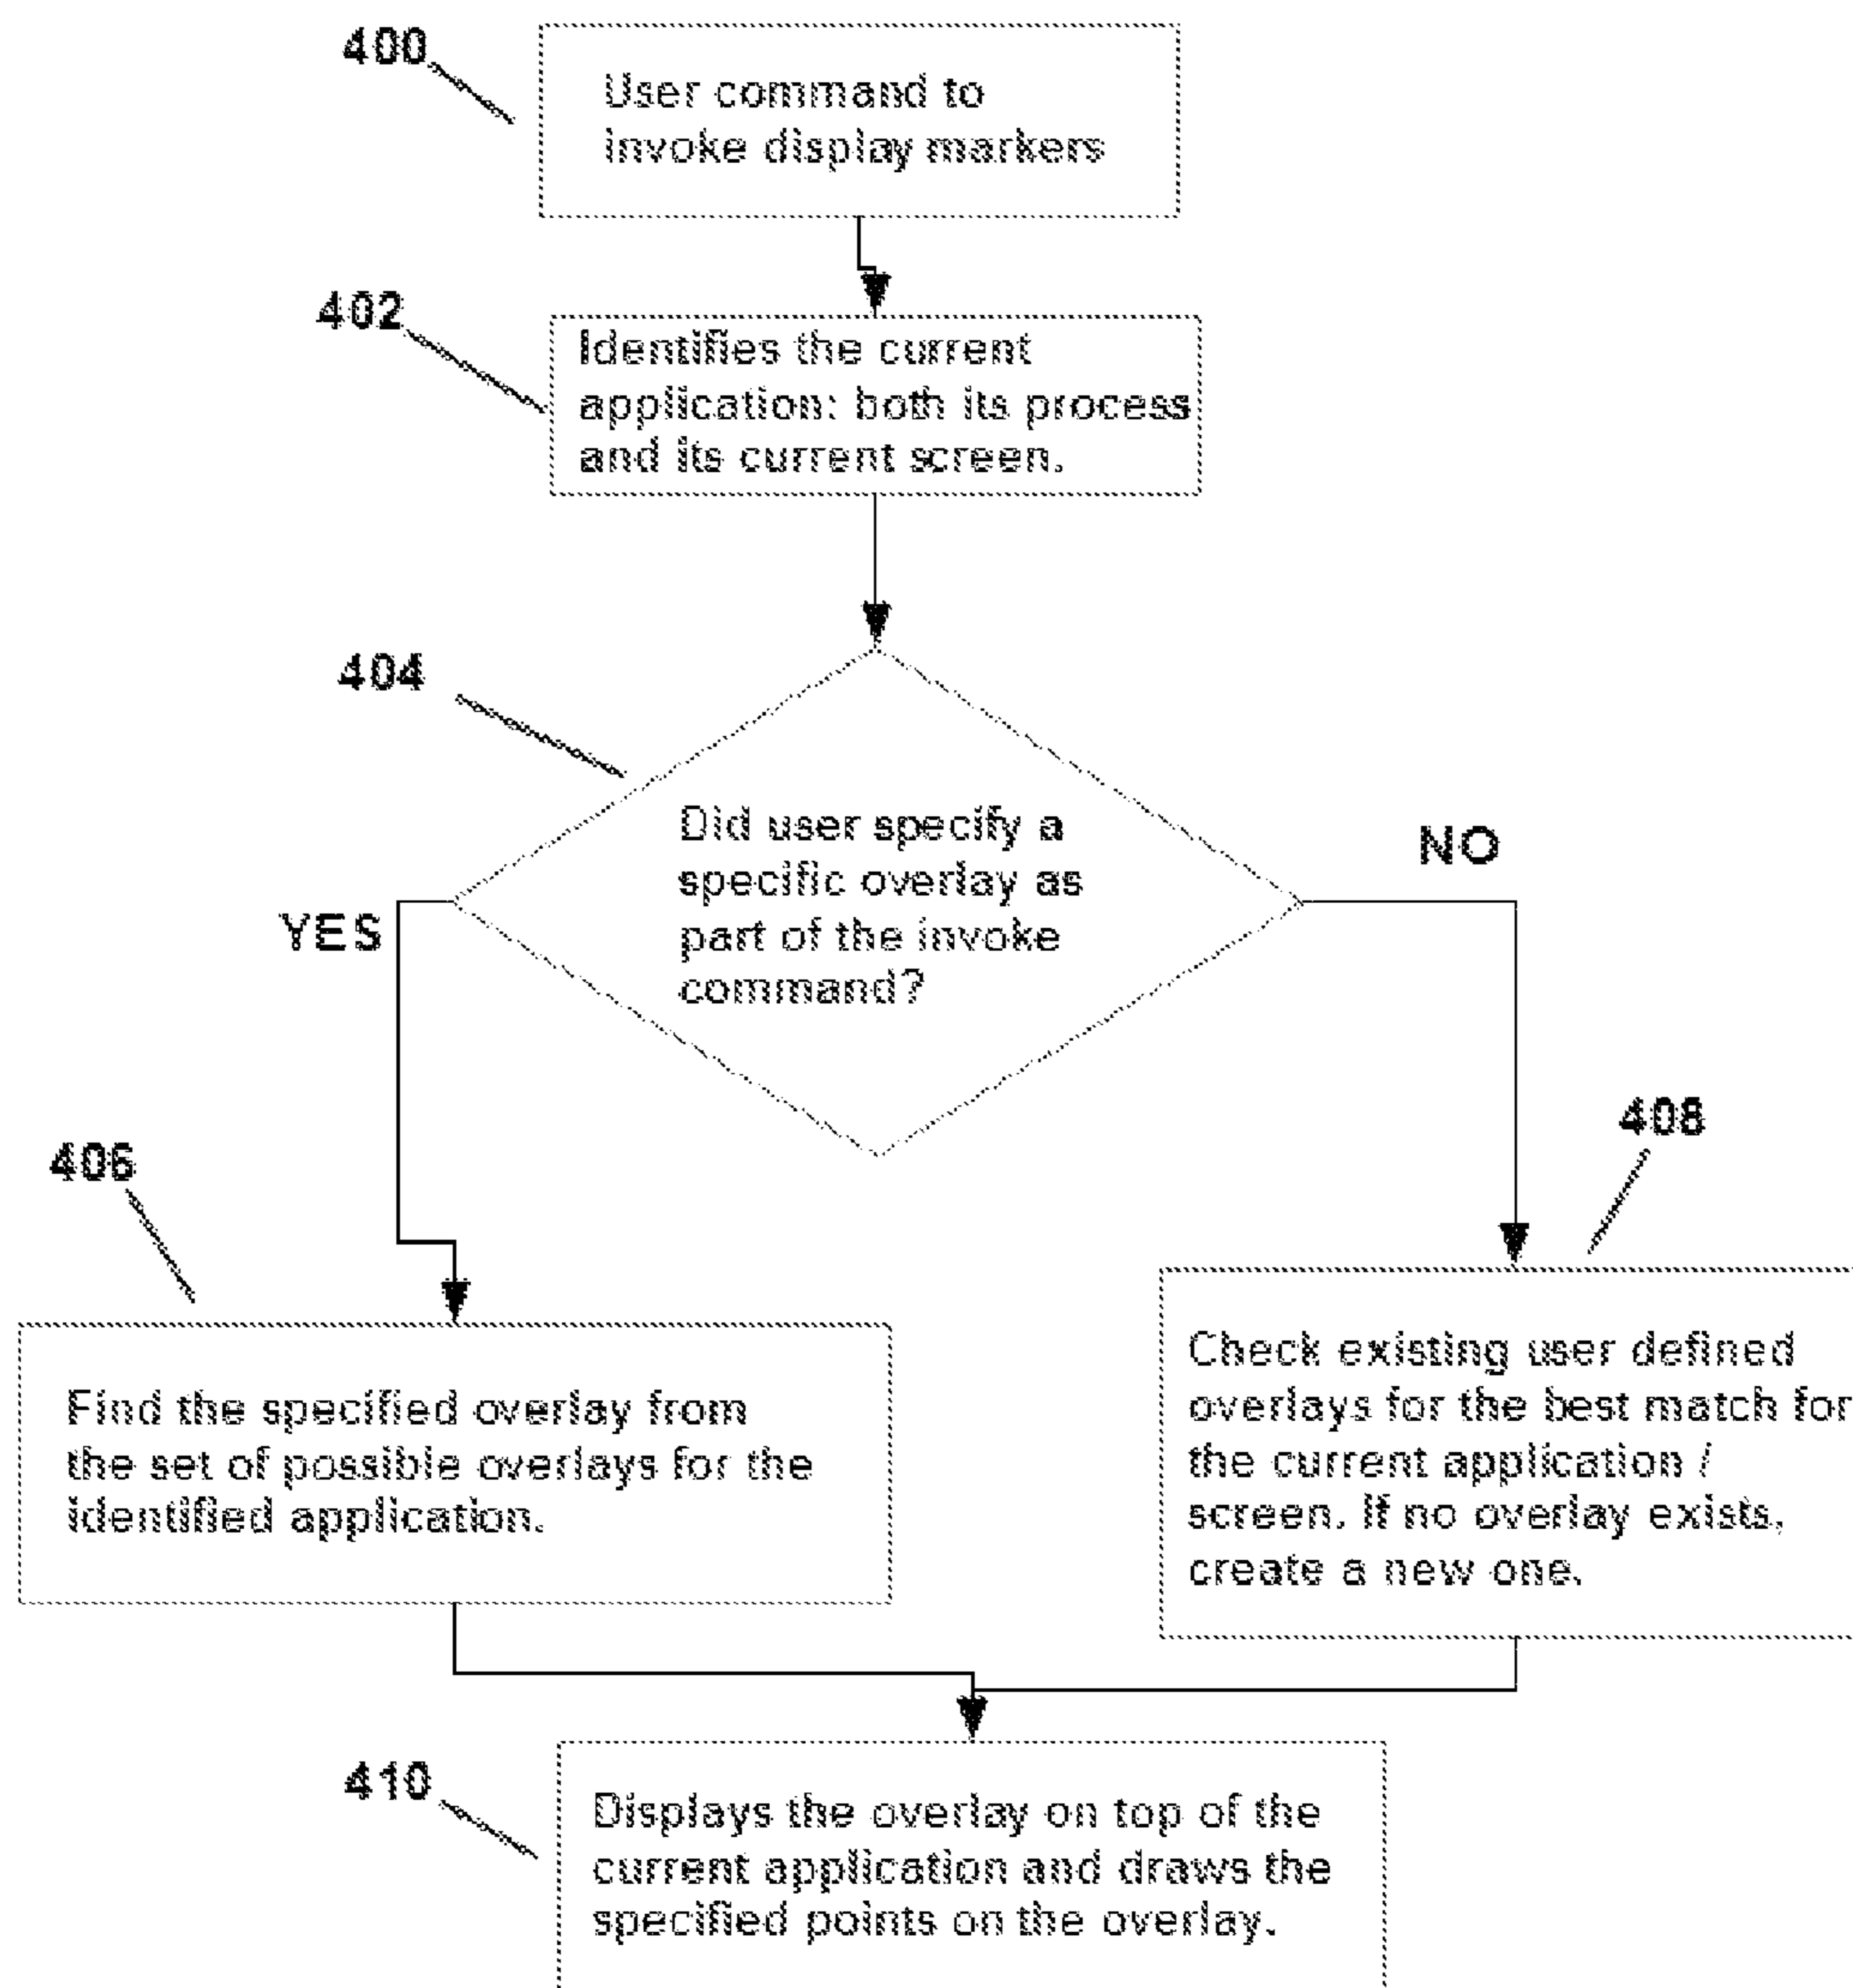 400
User command to
invoke display markers
402
Identifies the current
application: both its process
and its current screen.
404
Did user specify a
specific overlay as
part of the invoke
command?
YES
NO
406
Find the specified overlay from
the set of possible overlays for the
identified application.
408
Check existing user defined
overlays for the best match for
the current application /
screen. If no overlay exists,
create a new one.
410
Displays the overlay on top of the
current application and draws the
specified points on the overlay.